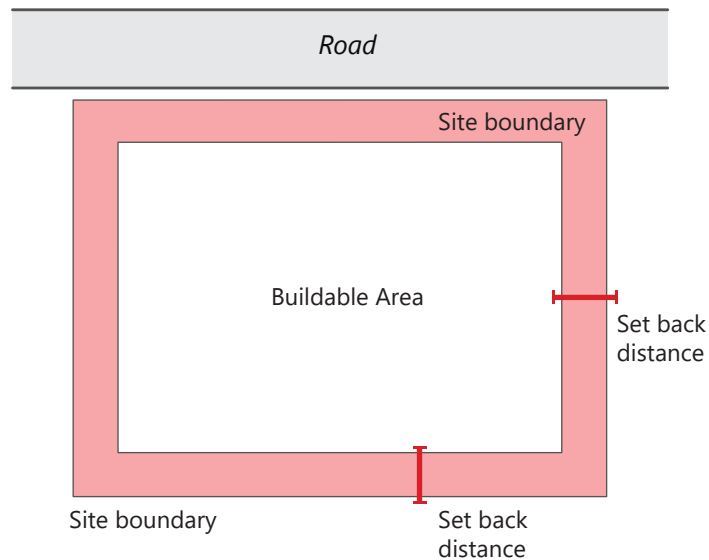 Road
Site boundary
Buildable Area
Set back
distance
Site boundary
Set back
distance